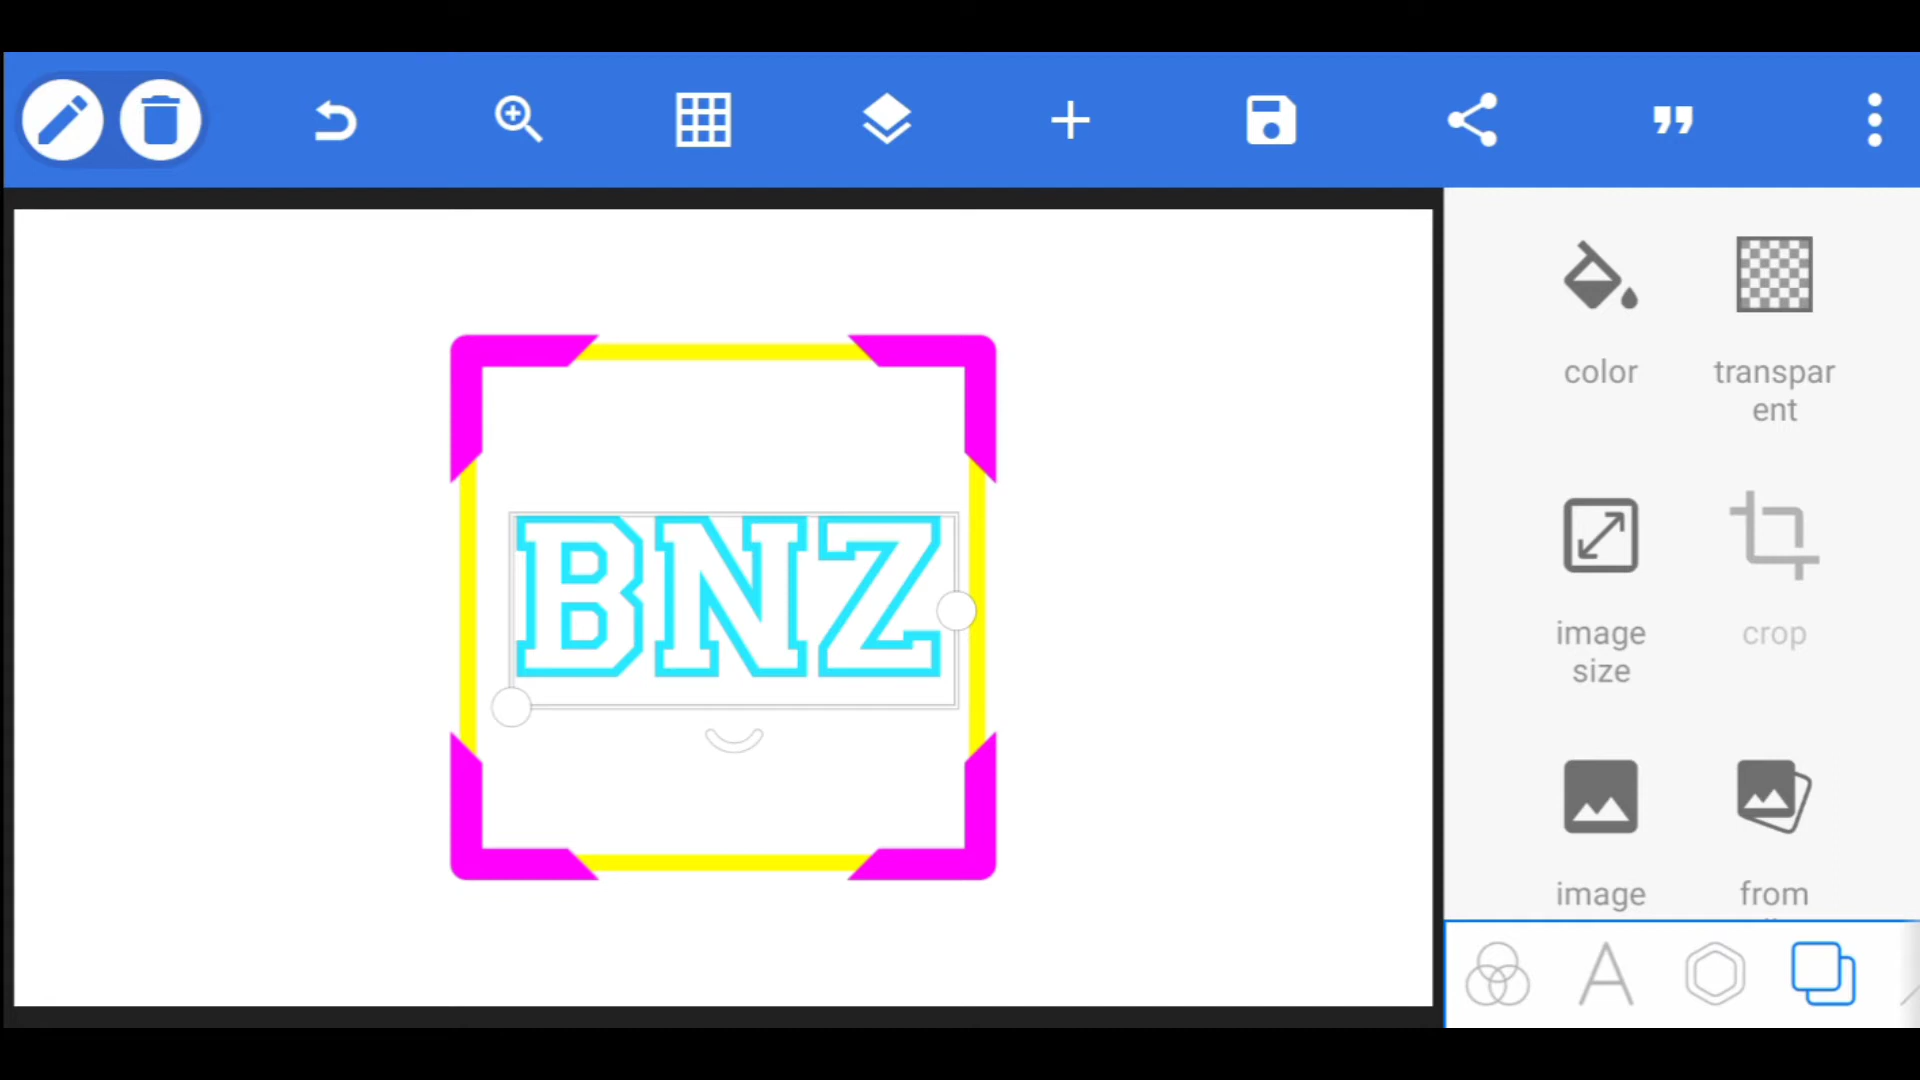 BNZ
color
transpar
ent
image
size
crop
image
from